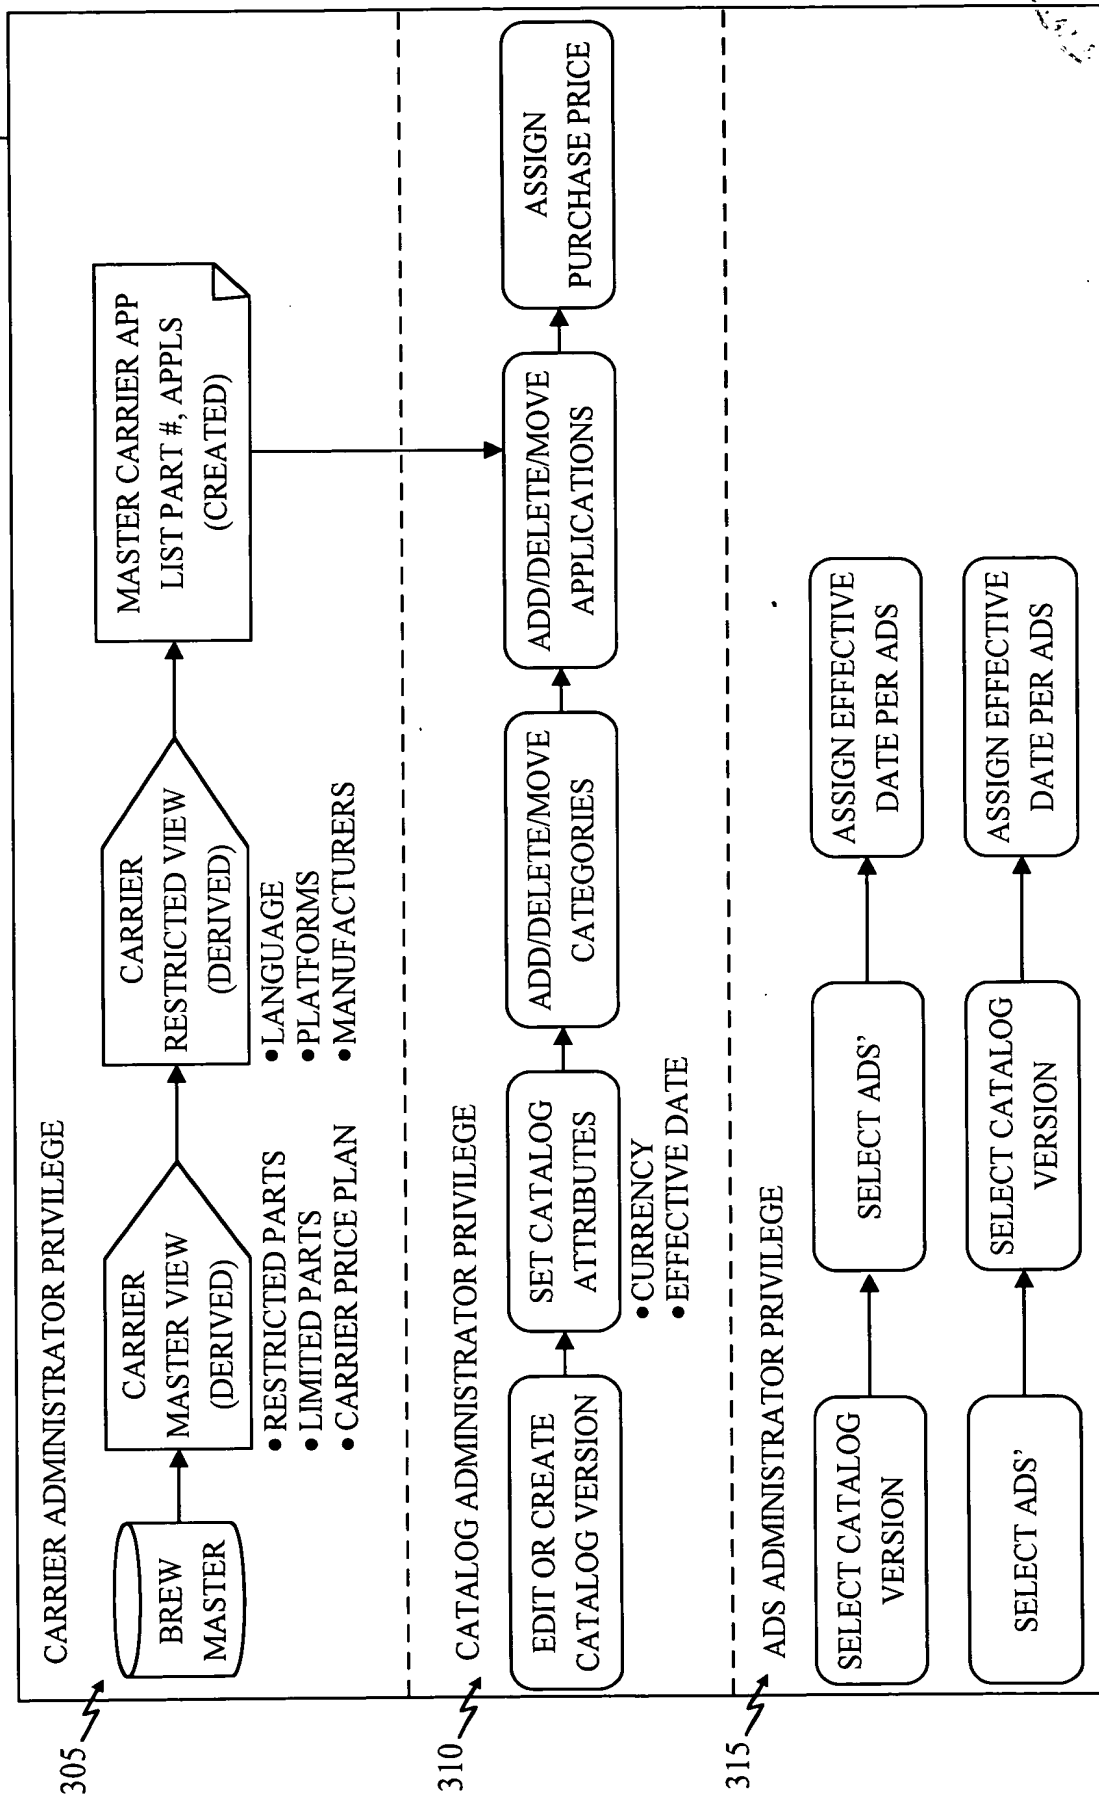 305
CARRIER ADMINISTRATOR PRIVILEGE
BREW
MASTER
CARRIER
MASTER VIEW
(DERIVED)
•RESTRICTED PARTS
•LIMITED PARTS
•CARRIER PRICE PLAN
CARRIER
RESTRICTED VIEW
(DERIVED)
•LANGUAGE
•PLATFORMS
•MANUFACTURERS
MASTER CARRIER APP
LIST PART #, APPLS
(CREATED)
310
CATALOG ADMINISTRATOR PRIVILEGE
EDIT OR CREATE
CATALOG VERSION
SET CATALOG
ATTRIBUTES
•CURRENCY
•EFFECTIVE DATE
ADD/DELETE/MOVE
CATEGORIES
ADD/DELETE/MOVE
APPLICATIONS
ASSIGN
PURCHASE PRICE
315
ADS ADMINISTRATOR PRIVILEGE
SELECT CATALOG
VERSION
SELECT ADS’
ASSIGN EFFECTIVE
DATE PER ADS
SELECT ADS’
SELECT CATALOG
VERSION
ASSIGN EFFECTIVE
DATE PER ADS